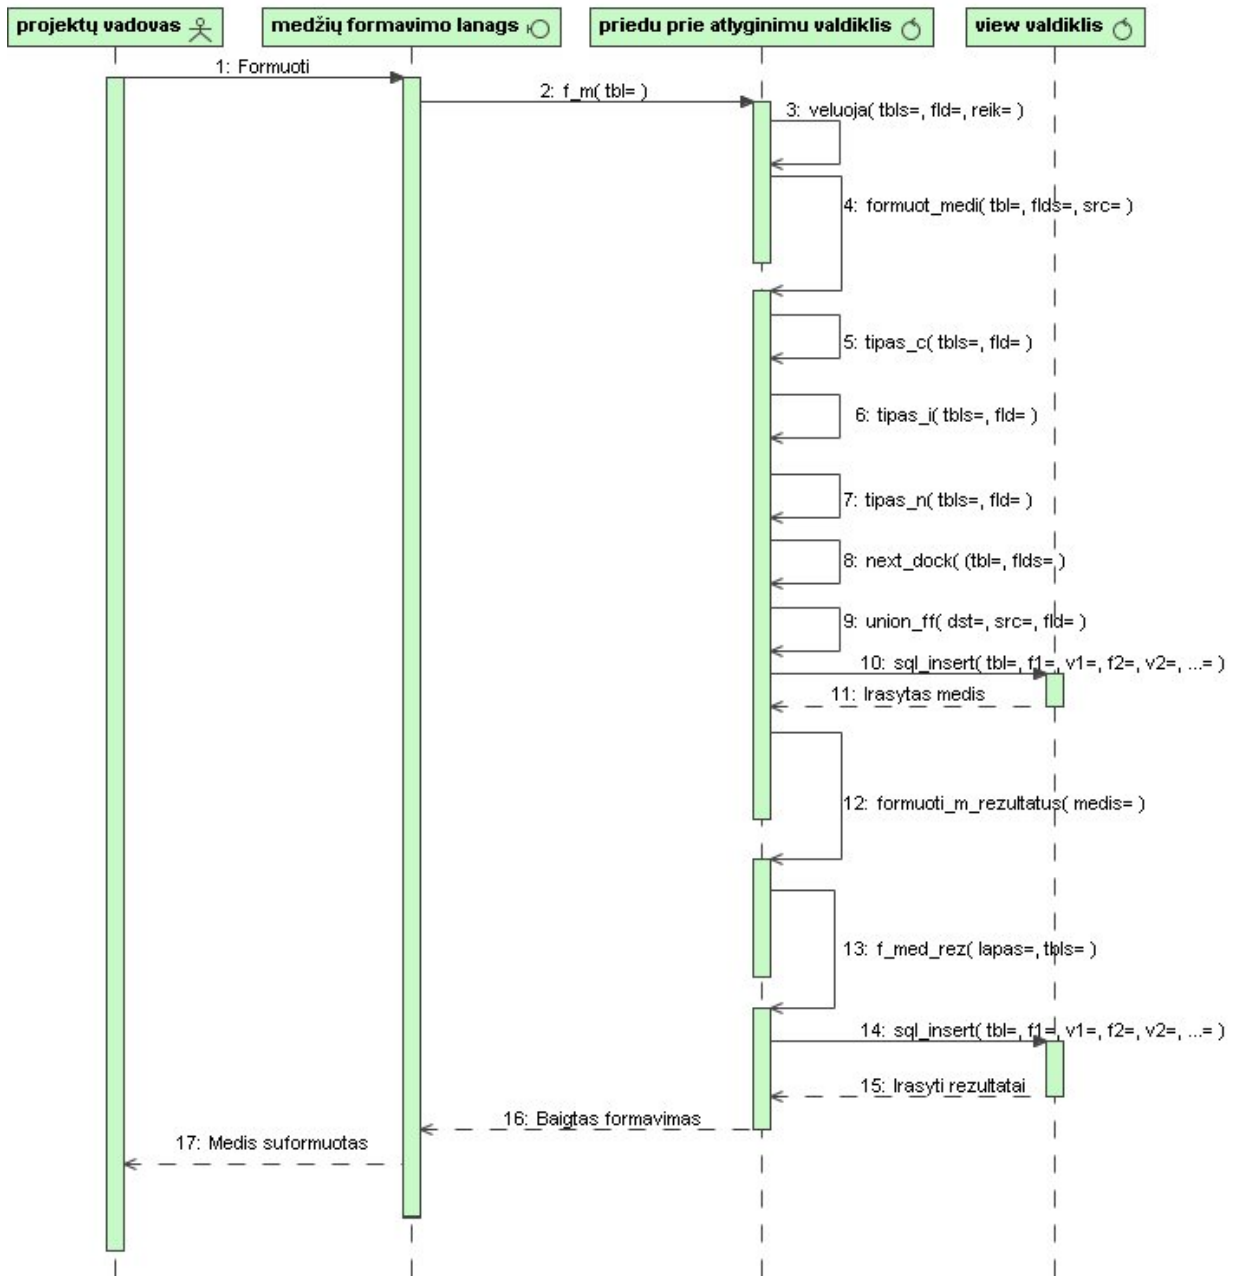 projektų vadovas
medžių formavimo lanags
priedu prie atlyginimu valdiklis
view valdiklis
1: Formuoti
2: f_m( tbl= )
3: veluoja( tbls=, fld=, reik= )
4: formuot_medi( tbl=, flds=, src= )
5: tipas_c( tbls=, fld= )
6: tipas_i( tbls=, fld= )
7: tipas_n( tbls=, fld= )
8: next_dock( (tbl=, flds= )
9: union_ff( dst=, src=, fld= )
10: sql_insert( tbl=, f1=, v1=, f2=, v2=, ...= )
11: Irasytas medis
12: formuoti_m_rezultatus( medis= )
13: f_med_rez( lapas=, tbls= )
14: sql_insert( tbl=, f1=, v1=, f2=, v2=, ...= )
15: Irasyti rezultatai
16: Baigtas formavimas
17: Medis suformuotas